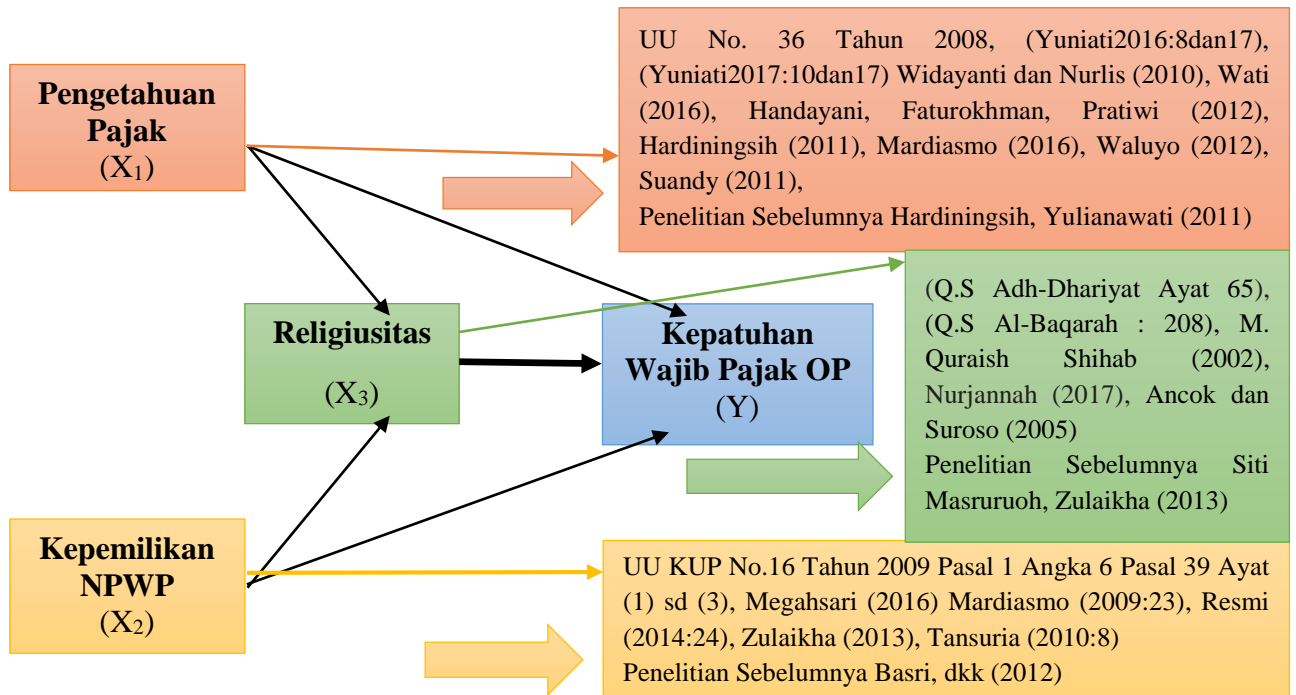 Pengetahuan
Pajak
(X1)
UU No. 36 Tahun 2008, (Yuniati2016:8dan17),
(Yuniati2017:10dan17) Widayanti dan Nurlis (2010), Wati
(2016), Handayani, Faturokhman, Pratiwi (2012),
Hardiningsih (2011), Mardiasmo (2016), Waluyo (2012),
Suandy (2011),
Penelitian Sebelumnya Hardiningsih, Yulianawati (2011)
Religiusitas
(X3)
Kepatuhan
Wajib Pajak OP
(Y)
(Q.S Adh-Dhariyat Ayat 65),
(Q.S Al-Baqarah : 208), M.
Quraish Shihab (2002),
Nurjannah (2017), Ancok dan
Suroso (2005)
Penelitian Sebelumnya Siti
Masruruoh, Zulaikha (2013)
Kepemilikan
NPWP
(X2)
UU KUP No.16 Tahun 2009 Pasal 1 Angka 6 Pasal 39 Ayat
(1) sd (3), Megahsari (2016) Mardiasmo (2009:23), Resmi
(2014:24), Zulaikha (2013), Tansuria (2010:8)
Penelitian Sebelumnya Basri, dkk (2012)